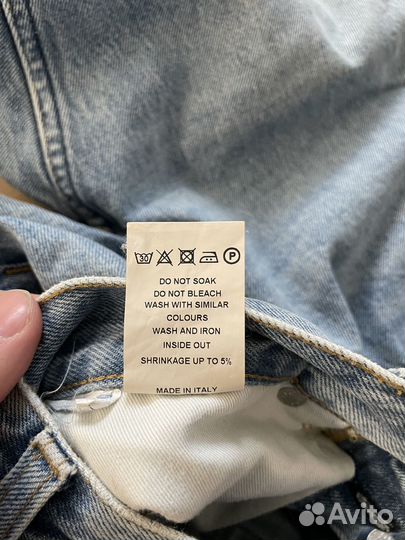 30 P
DO NOT SOAK
DO NOT BLEACH
WASH WITH SIMILAR
COLOURS
WASH AND IRON
INSIDE OUT
SHRINKAGE UP TO 5%
MADE IN ITALY
Avito